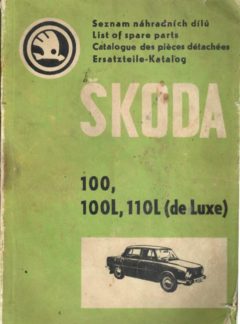 Seznam náhradních dílů
List of spare parts
Catalogue des pièces détachées
Ersatzteile-Katalog
ŠKODA
100,
100L, 110L (de Luxe)